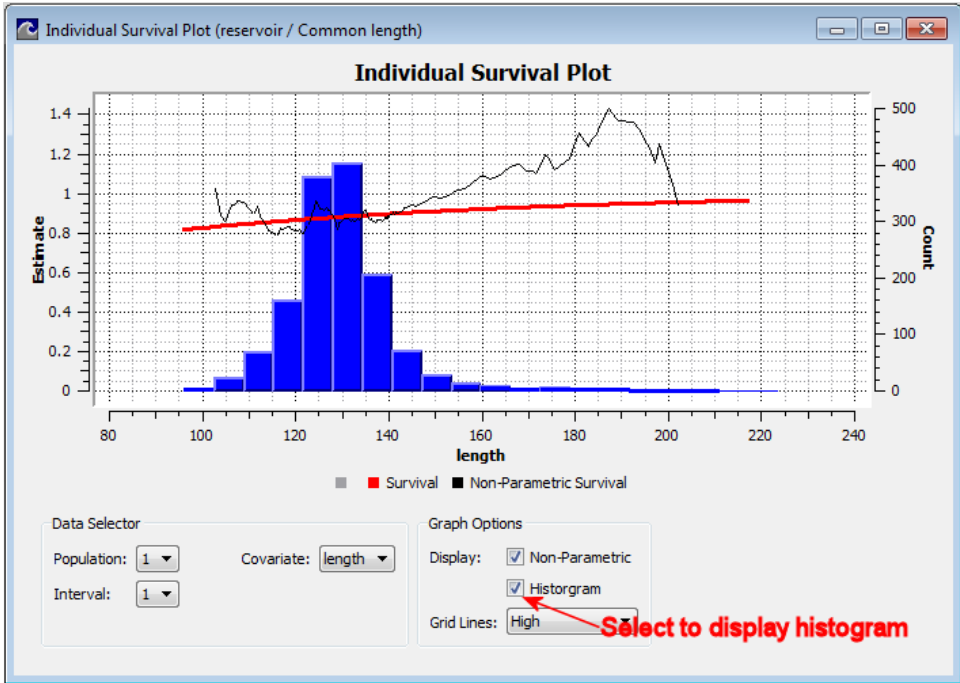 Individual Survival Plot (reservoir / Common length)
Individual Survival Plot
1.4
1.2
1
0.8
0.6
0.4
0.2
0
Estimate
500
400
300
200
100
0
Count
80 100 120 140 160 180 200 220 240
length
Survival Non-Parametric Survival
Data Selector
Population: 1 Covariate: length
Interval: 1
Graph Options
Display: Non-Parametric
Historgram
Grid Lines: High
Select to display histogram